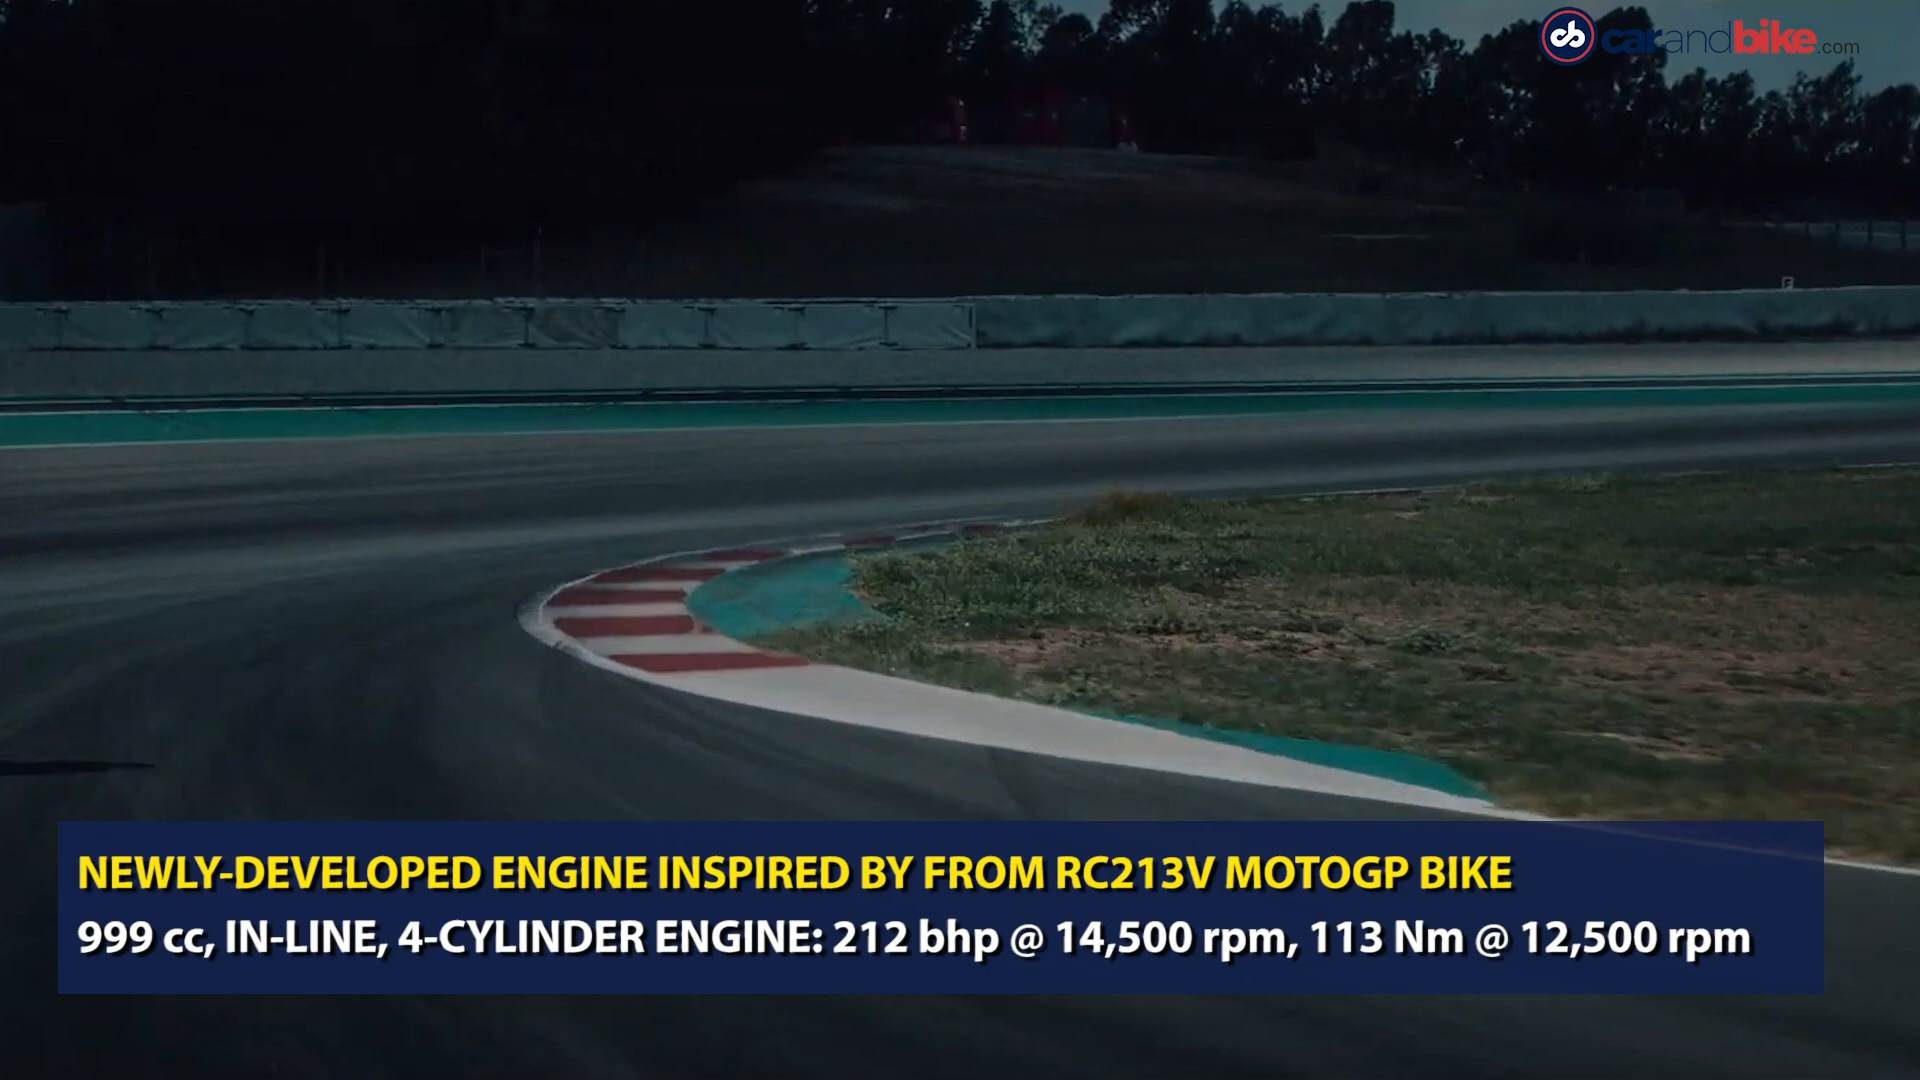 cb carandbike.com
NEWLY-DEVELOPED ENGINE INSPIRED BY FROM RC213V MOTOGP BIKE
999 cc, IN-LINE, 4-CYLINDER ENGINE: 212 bhp @ 14,500 rpm, 113 Nm @ 12,500 rpm